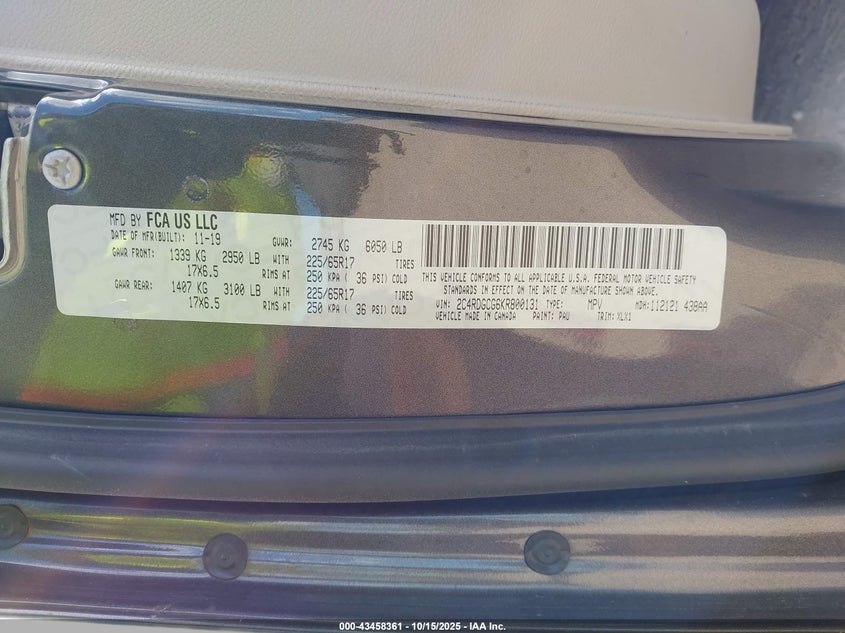 MFD BY FCA US LLC
DATE OF MFR(BUILT): 11-19 GVWR: 2745 KG 6050 LB
GAWR FRONT: 1339 KG 2950 LB WITH 225/65R17 TIRES
17X6.5 RIMS AT 250 KPA ( 36 PSI) COLD
GAWR REAR: 1407 KG 3100 LB WITH 225/65R17 TIRES
17X6.5 RIMS AT 250 KPA ( 36 PSI) COLD
THIS VEHICLE CONFORMS TO ALL APPLICABLE U.S.A. FEDERAL MOTOR VEHICLE SAFETY
STANDARDS IN EFFECT ON THE DATE OF MANUFACTURE SHOWN ABOVE.
VIN: 2C4RDGCG6KR800131 TYPE: MPV MDH: 112121 438AA
VEHICLE MADE IN CANADA PAINT: PAU TRIM: XLX1
000-43458361 - 10/15/2025 - IAA Inc.